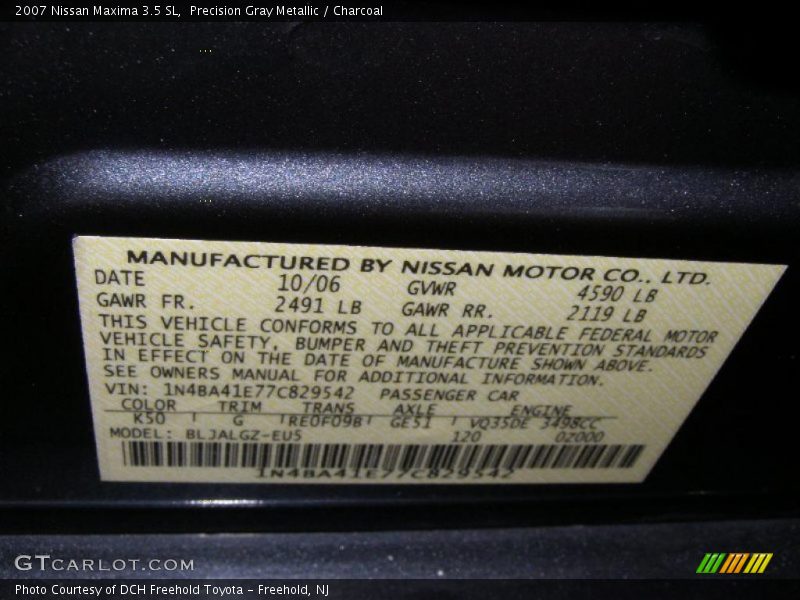 2007 Nissan Maxima 3.5 SL,  Precision Gray Metallic / Charcoal
MANUFACTURED BY NISSAN MOTOR CO., LTD.
DATE 10/06 GVWR 4590 LB
GAWR FR. 2491 LB GAWR RR. 2119 LB
THIS VEHICLE CONFORMS TO ALL APPLICABLE FEDERAL MOTOR
VEHICLE SAFETY, BUMPER AND THEFT PREVENTION STANDARDS
IN EFFECT ON THE DATE OF MANUFACTURE SHOWN ABOVE.
SEE OWNERS MANUAL FOR ADDITIONAL INFORMATION.
VIN: 1N4BA41E77C829542 PASSENGER CAR
COLOR TRIM TRANS AXLE ENGINE
K50 G RE0F09B GE51 VQ35DE 3498CC
MODEL: BLJALGZ-EU5 120 0Z000
1N4BA41E77C829542
GTCARLOT.COM
Photo Courtesy of DCH Freehold Toyota - Freehold, NJ